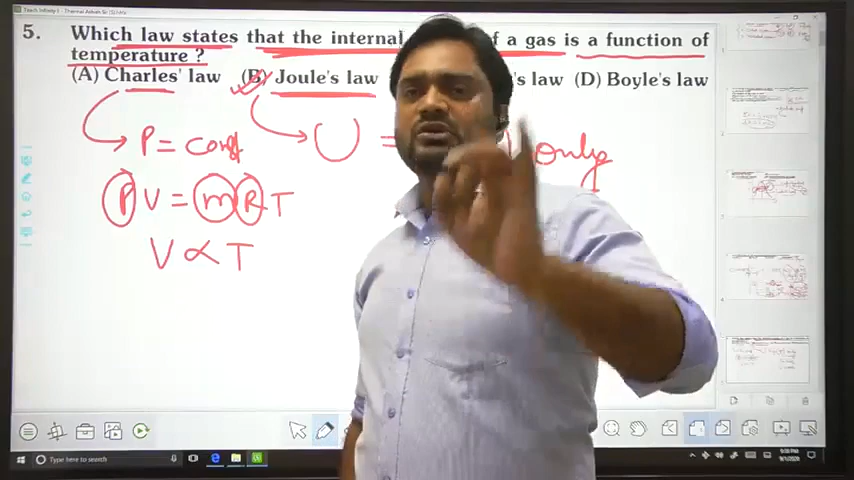 5. Which law states that the internal of a gas is a function of
temperature ?
(A) Charles' law (B) Joule's law 's law (D) Boyle's law
P = const U = only
PV = mRT
V ∝ T
Type here to search